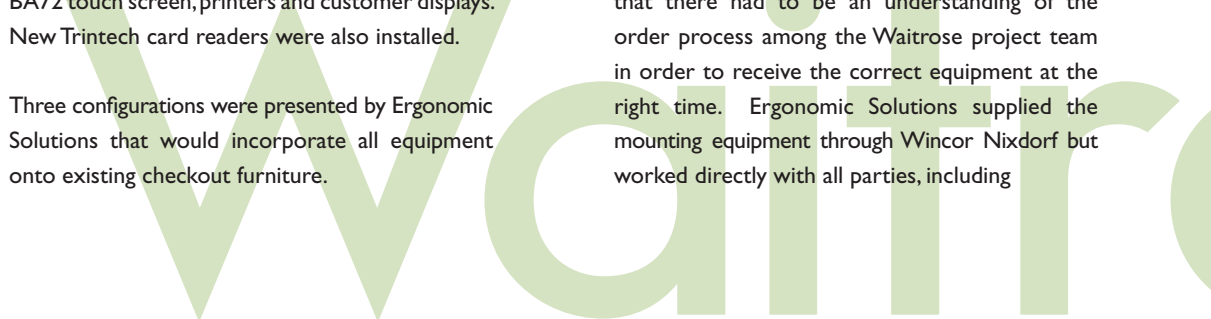 BA72 touch screen, printers and customer displays.
New Trintech card readers were also installed.
Three configurations were presented by Ergonomic
Solutions that would incorporate all equipment
onto existing checkout furniture.
that there had to be an understanding of the
order process among the Waitrose project team
in order to receive the correct equipment at the
right time. Ergonomic Solutions supplied the
mounting equipment through Wincor Nixdorf but
worked directly with all parties, including
Waitr